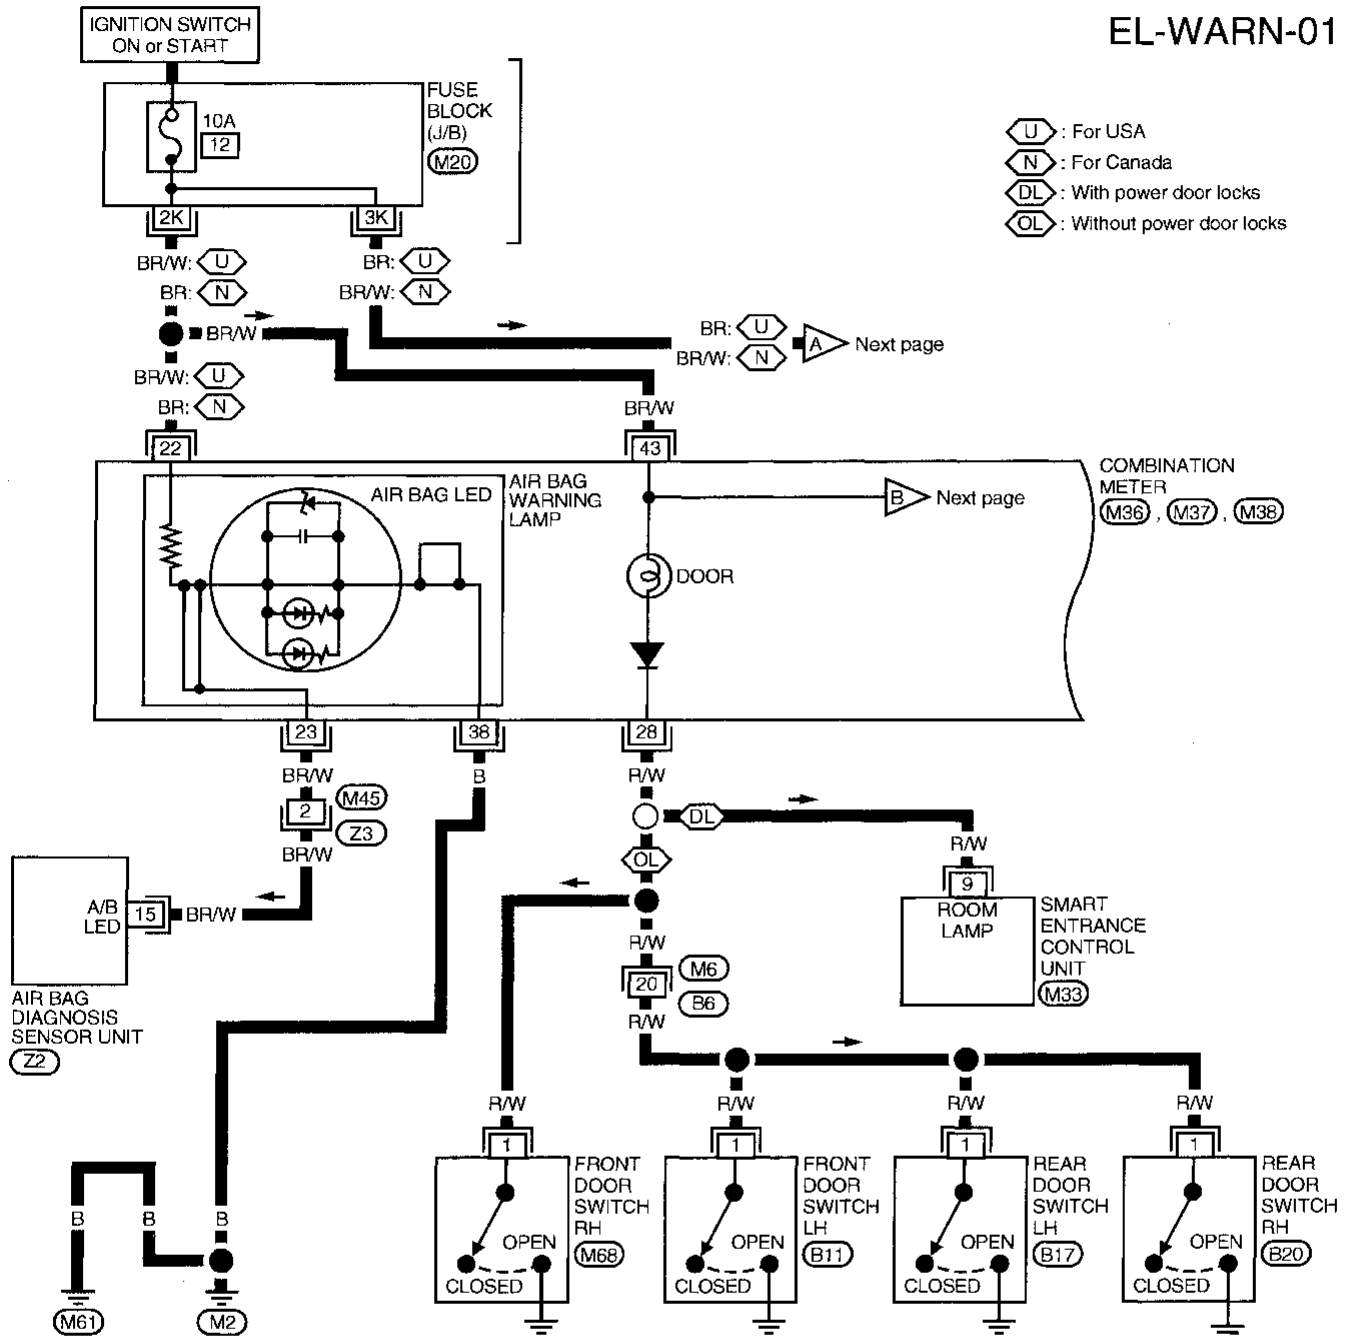 EL-WARN-01
IGNITION SWITCH
ON or START
FUSE
BLOCK
(J/B)
M20
10A
12
2K
3K
U : For USA
N : For Canada
DL : With power door locks
OL : Without power door locks
BR/W: U
BR: N
BR: U
BR/W: N
BR/W
BR: U
BR/W: N
A Next page
BR/W: U
BR: N
BR/W
22
43
COMBINATION
METER
M36 , M37 , M38
AIR BAG LED
AIR BAG
WARNING
LAMP
B Next page
DOOR
23
38
28
BR/W
B
R/W
2
M45
Z3
BR/W
DL
OL
R/W
9
ROOM
LAMP
SMART
ENTRANCE
CONTROL
UNIT
M33
A/B
LED
15
BR/W
AIR BAG
DIAGNOSIS
SENSOR UNIT
Z2
R/W
20
M6
B6
R/W
R/W
R/W
R/W
R/W
1
1
1
1
FRONT
DOOR
SWITCH
RH
M68
OPEN
CLOSED
FRONT
DOOR
SWITCH
LH
B11
OPEN
CLOSED
REAR
DOOR
SWITCH
LH
B17
OPEN
CLOSED
REAR
DOOR
SWITCH
RH
B20
OPEN
CLOSED
B
B
B
M61
M2